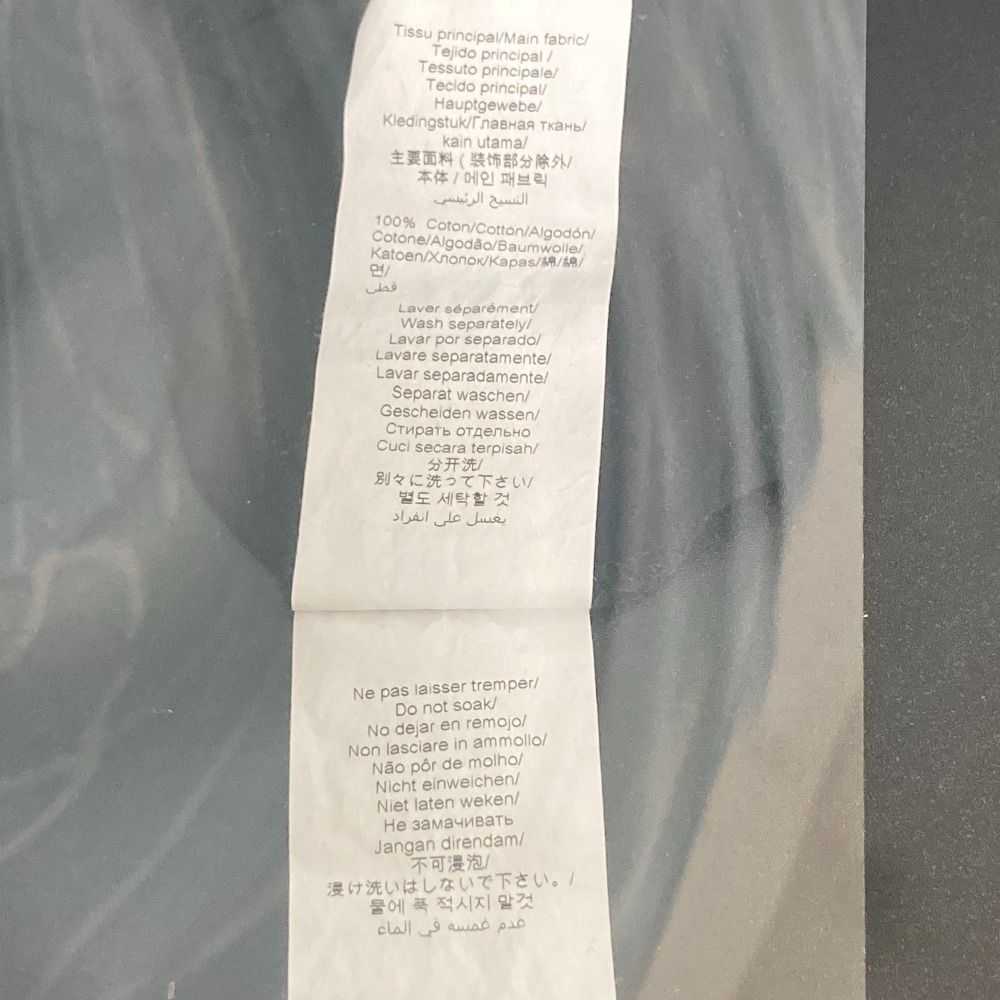 Tissu principal/Main fabric/
Tejido principal /
Tessuto principale/
Tecido principal/
Hauptgewebe/
Kledingstuk/Главная ткань/
kain utama/
主要面料 ( 装饰部分除外/
本体 / 메인 패브릭
النسيج الرئيسي
100% Coton/Cotton/Algodón/
Cotone/Algodão/Baumwolle/
Katoen/Хлопок/Kapas/綿/綿/
면/
قطن
Laver séparément/
Wash separately/
Lavar por separado/
Lavare separatamente/
Lavar separadamente/
Separat waschen/
Gescheiden wassen/
Стирать отдельно
Cuci secara terpisah/
分开洗/
別々に洗って下さい/
별도 세탁할 것
يغسل على انفراد
Ne pas laisser tremper/
Do not soak/
No dejar en remojo/
Non lasciare in ammollo/
Não pôr de molho/
Nicht einweichen/
Niet laten weken/
Не замачивать
Jangan direndam/
不可浸泡/
浸け洗いはしないで下さい。/
물에 푹 적시지 말것
عدم غمسه في الماء